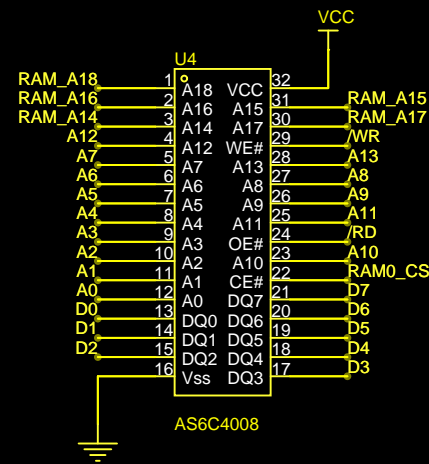 VCC
U4
RAM_A18 1 A18 VCC 32
RAM_A16 2 A16 A15 31 RAM_A15
RAM_A14 3 A14 A17 30 RAM_A17
A12 4 A12 WE# 29 /WR
A7 5 A7 A13 28 A13
A6 6 A6 A8 27 A8
A5 7 A5 A9 26 A9
A4 8 A4 A11 25 A11
A3 9 A3 OE# 24 /RD
A2 10 A2 A10 23 A10
A1 11 A1 CE# 22 RAM0_CS
A0 12 A0 DQ7 21 D7
D0 13 DQ0 DQ6 20 D6
D1 14 DQ1 DQ5 19 D5
D2 15 DQ2 DQ4 18 D4
16 Vss DQ3 17 D3
AS6C4008